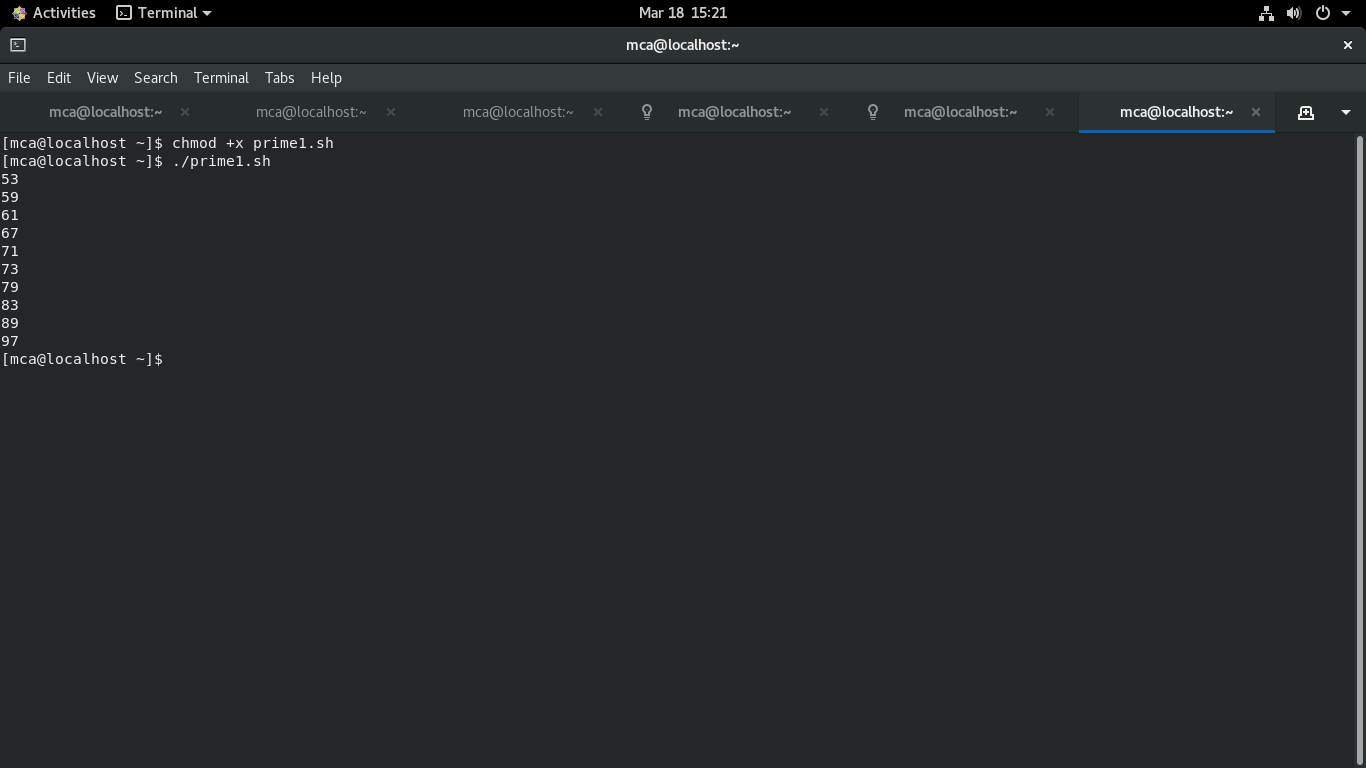 Activities Terminal Mar 18 15:21
mca@localhost:~
File Edit View Search Terminal Tabs Help
mca@localhost:~ mca@localhost:~ mca@localhost:~ mca@localhost:~ mca@localhost:~ mca@localhost:~
[mca@localhost ~]$ chmod +x prime1.sh
[mca@localhost ~]$ ./prime1.sh
53
59
61
67
71
73
79
83
89
97
[mca@localhost ~]$